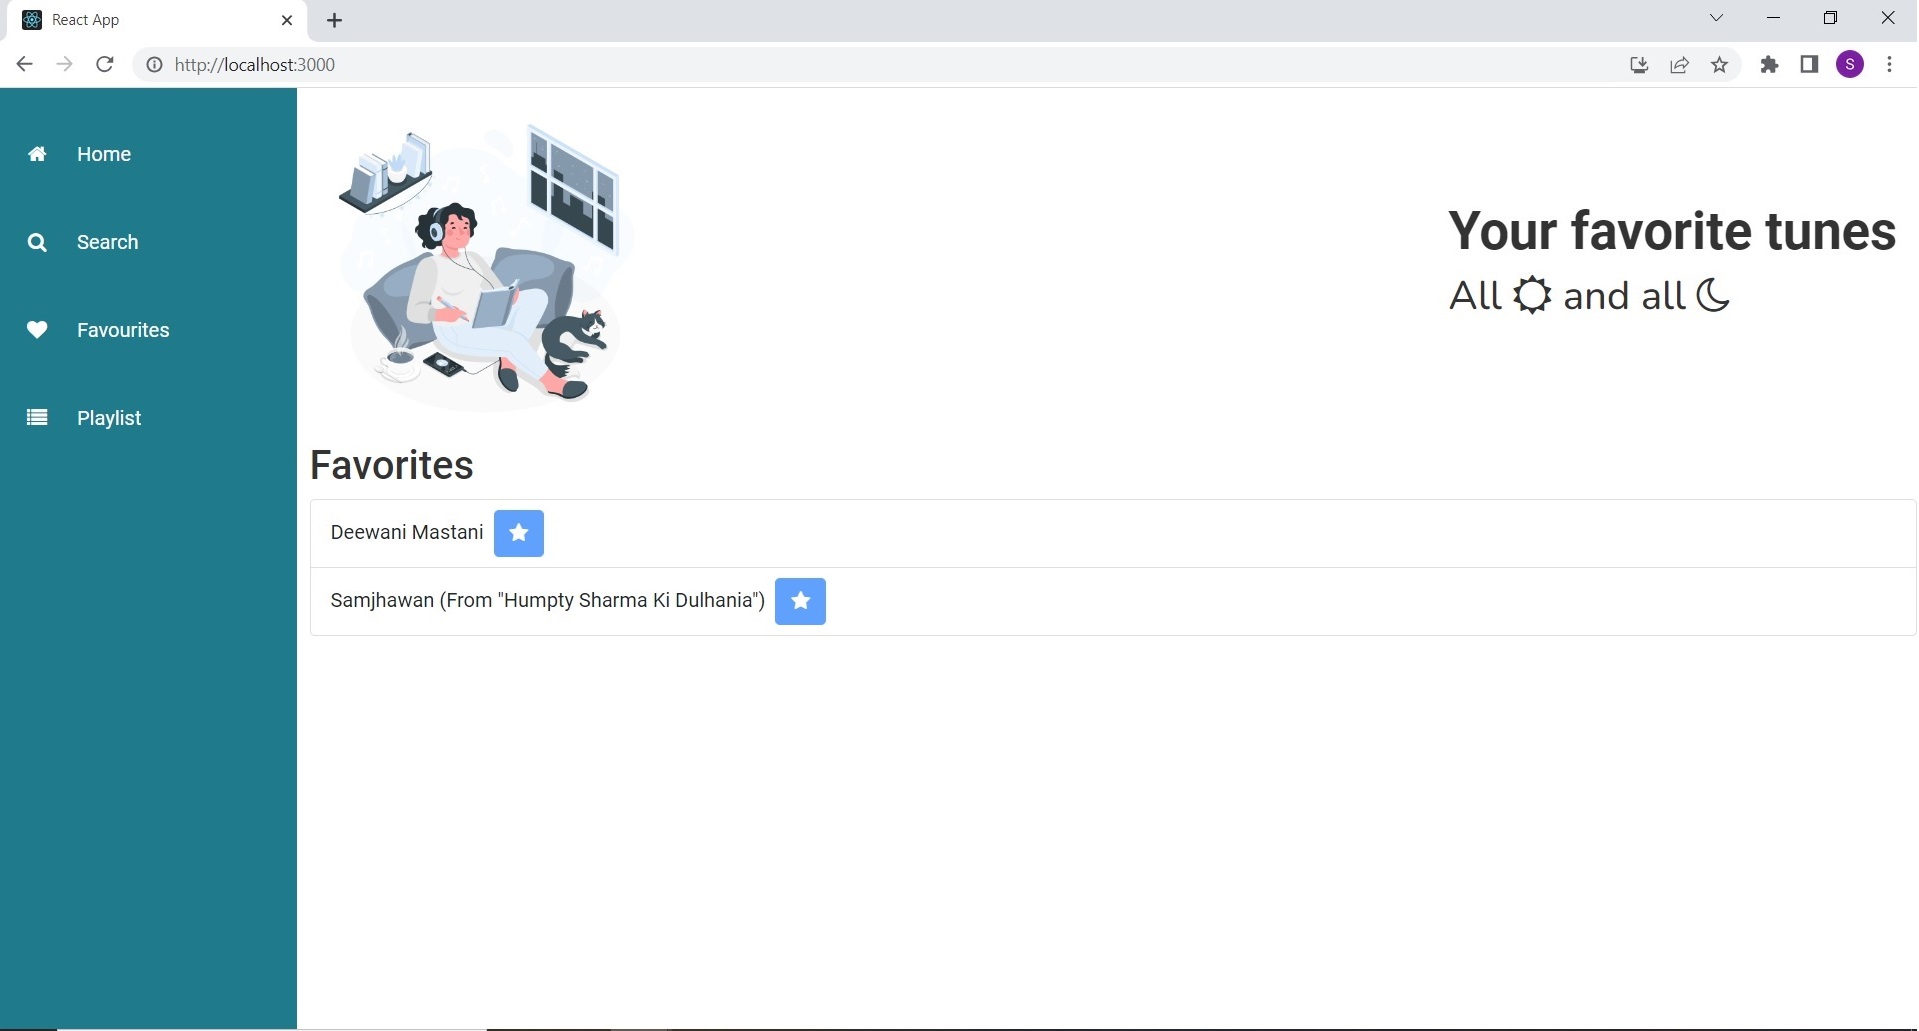 React App
http://localhost:3000
S
Home
Search
Favourites
Playlist
Your favorite tunes
All and all
Favorites
Deewani Mastani
Samjhawan (From "Humpty Sharma Ki Dulhania")